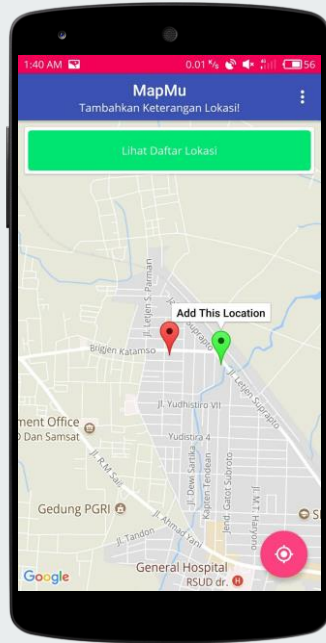 1:40 AM
0.01 K/s
56
MapMu
Tambahkan Keterangan Lokasi!
Lihat Daftar Lokasi
Jl. Letjen S. Parman
Add This Location
Suprapto
Brigjen Katamso
Jl. Letjen Suprapto
Jl. Yudhistiro VII
ment Office
D Dan Samsat
Yudistira 4
Jl. R.M. Said
Jl. Dewi Sartika
Kapten Tendean
Jend. Gatot Subroto
Jl. M.T. Haryono
Gedung PGRI
Jl. Ahmad Yani
Jl. Tandon
General Hospital
RSUD dr.
Google